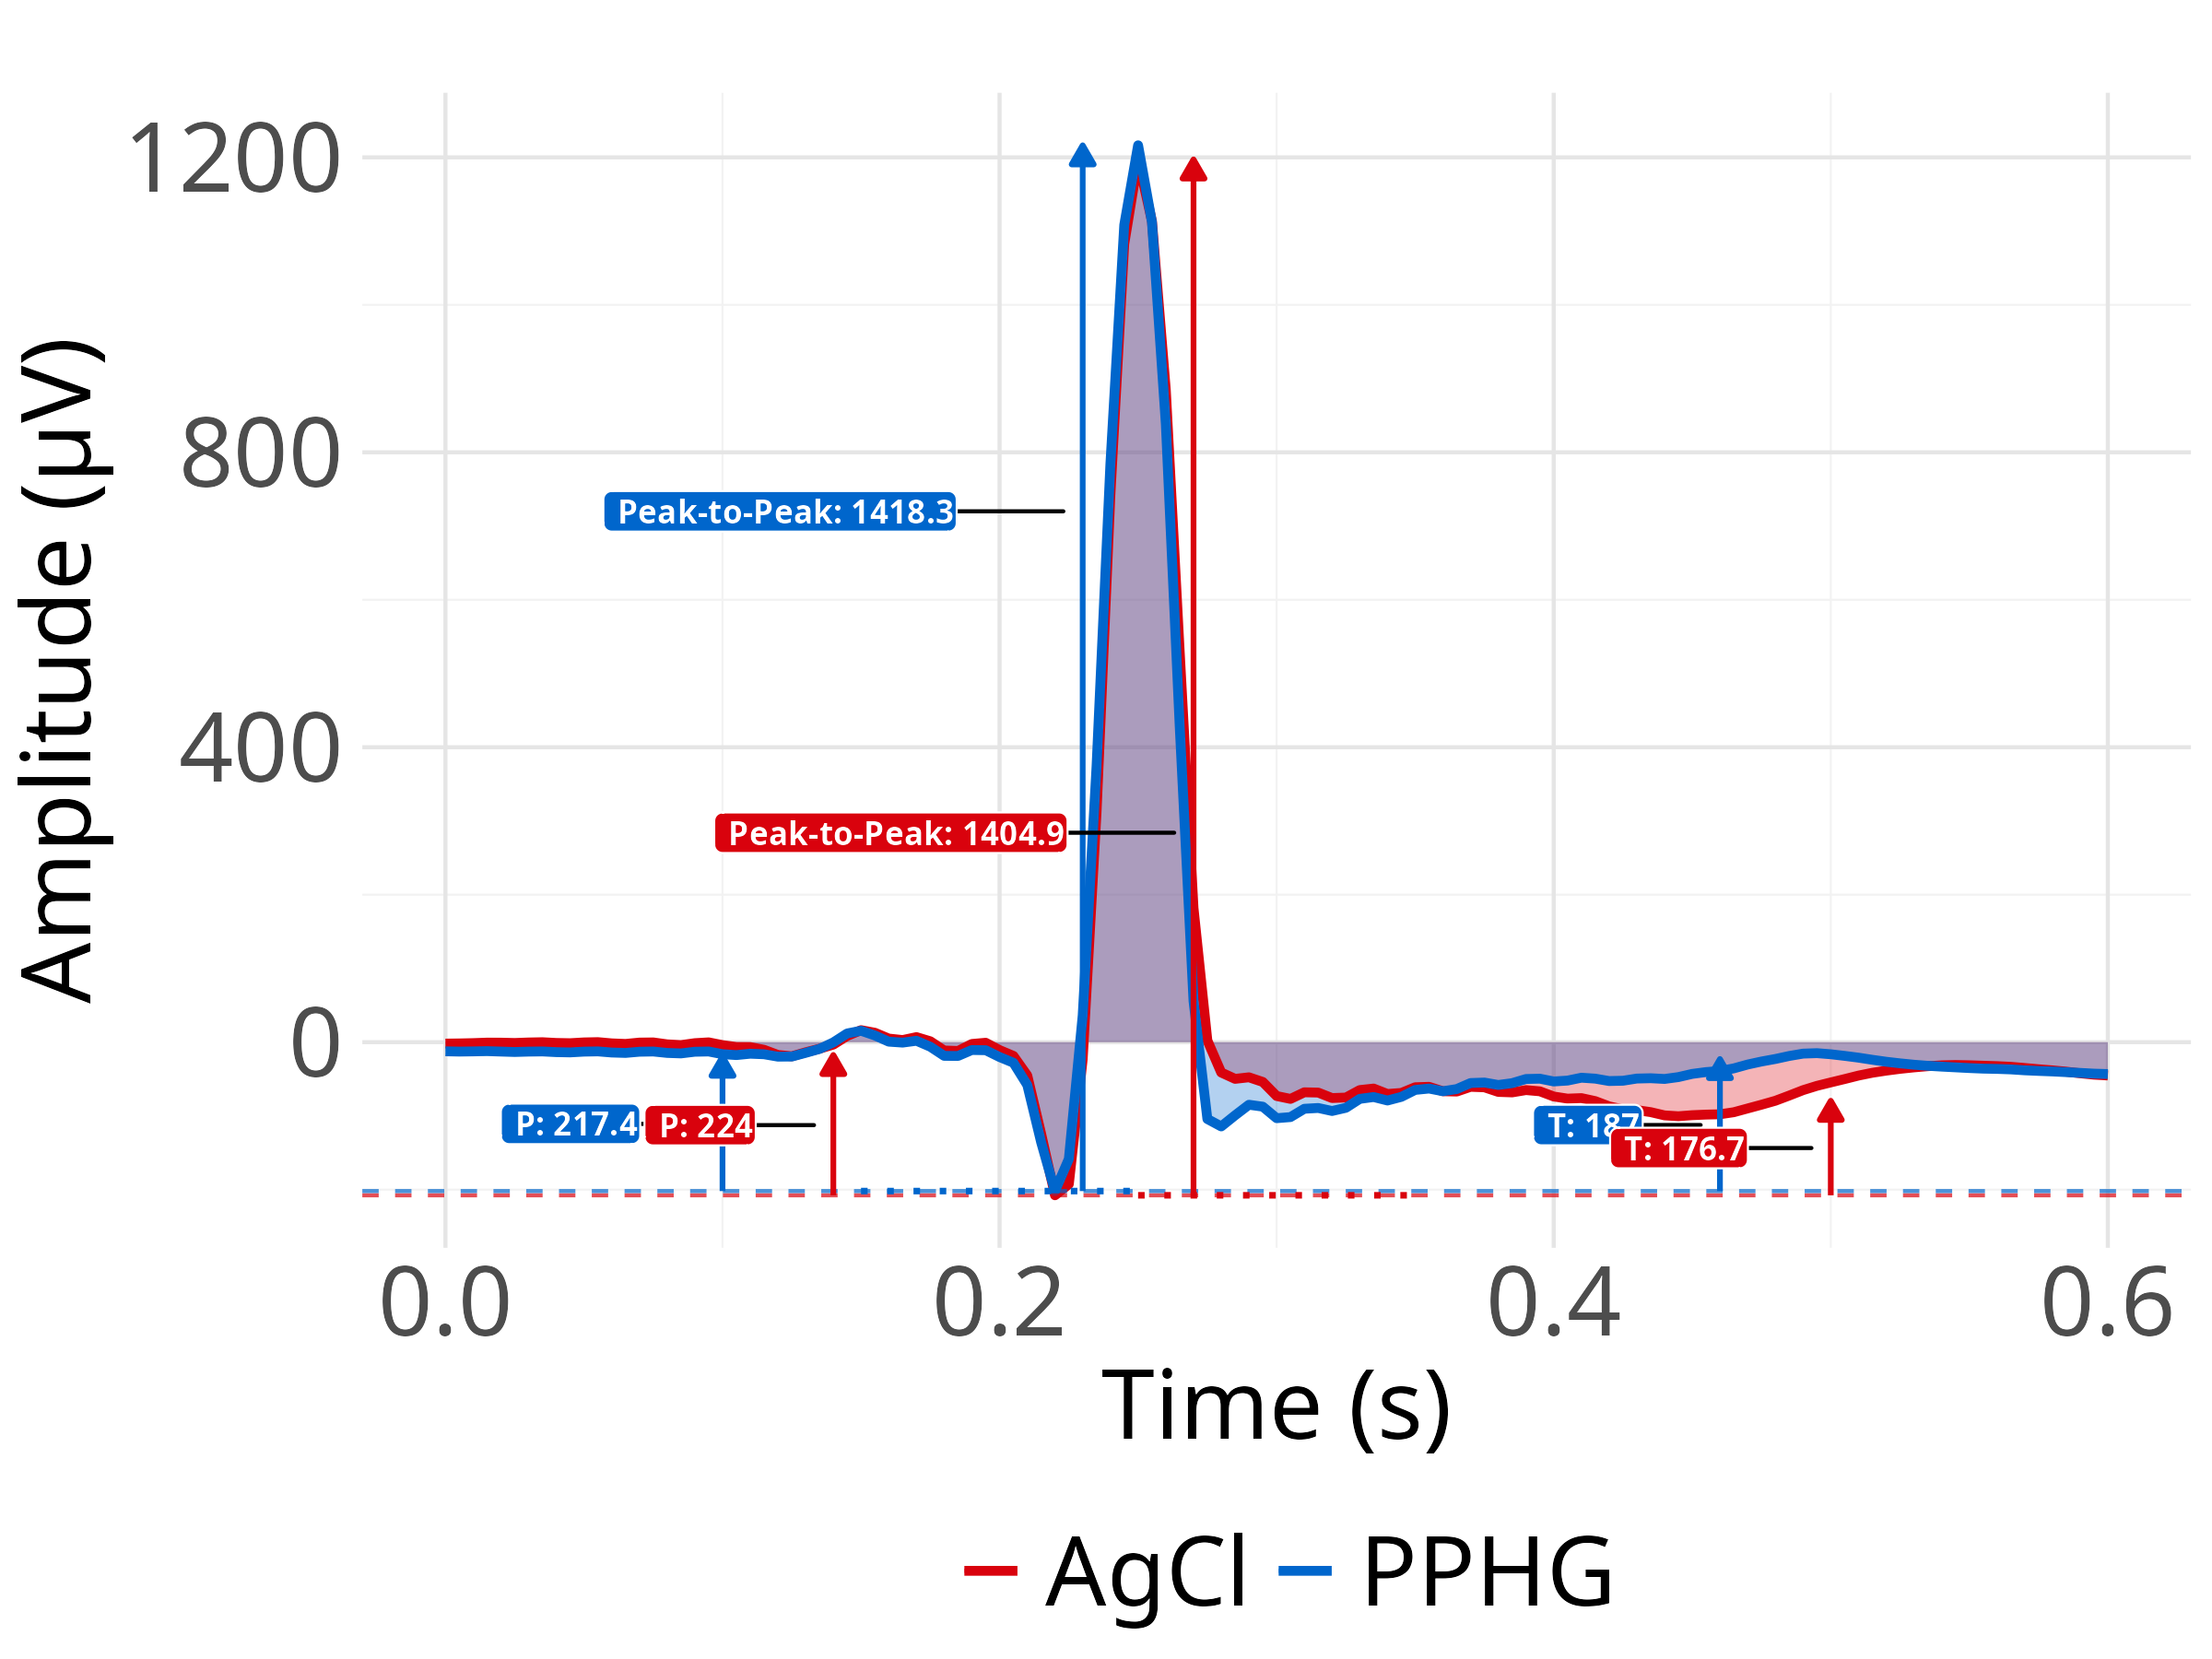 Amplitude (µV)
1200
800
400
0
Peak-to-Peak: 1418.3
Peak-to-Peak: 1404.9
P: 217.4
P: 224
T: 187
T: 176.7
0.0
0.2
0.4
0.6
Time (s)
AgCl
PPHG